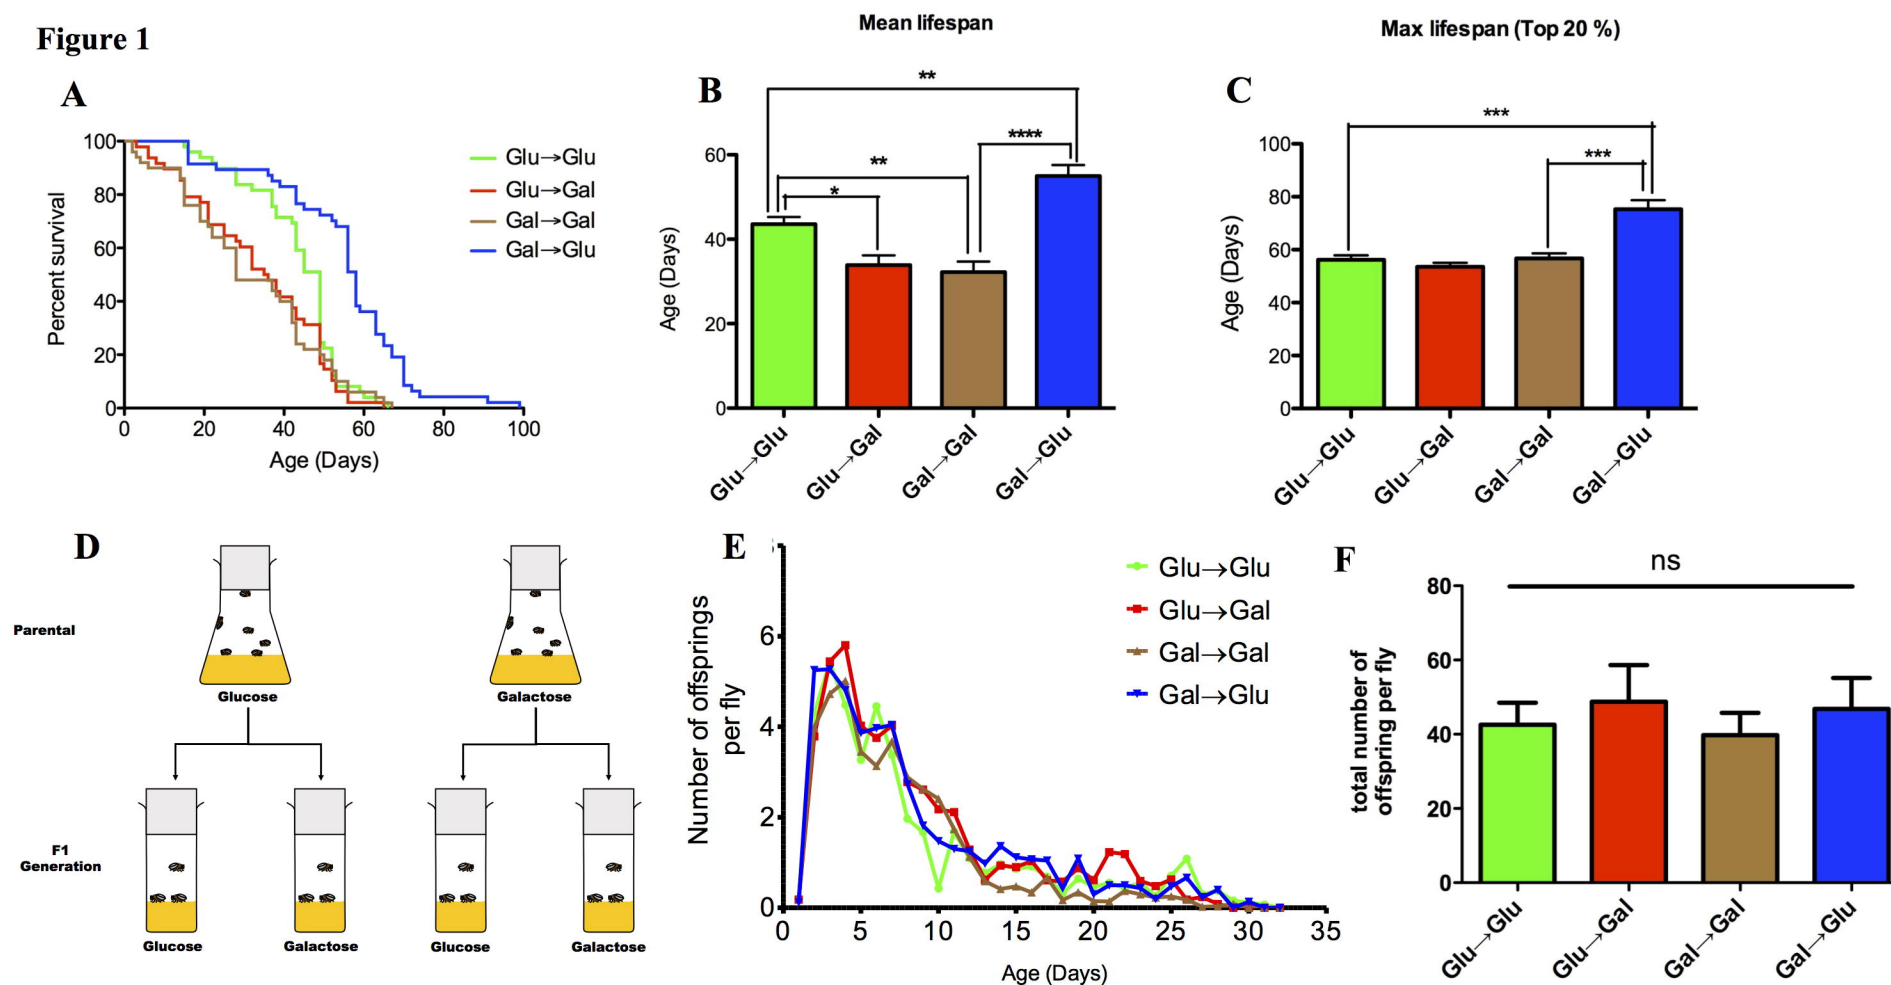 Figure 1
A
100
80
60
40
20
0
0 20 40 60 80 100
Percent survival
Age (Days)
Glu→Glu
Glu→Gal
Gal→Gal
Gal→Glu
Mean lifespan
B
**
****
**
*
60
40
20
0
Age (Days)
Glu→Glu
Glu→Gal
Gal→Gal
Gal→Glu
Max lifespan (Top 20 %)
C
***
***
100
80
60
40
20
0
Age (Days)
Glu→Glu
Glu→Gal
Gal→Gal
Gal→Glu
D
Parental
Glucose
Galactose
F1
Generation
Glucose
Galactose
Glucose
Galactose
E
6
4
2
0
0 5 10 15 20 25 30 35
Number of offsprings
per fly
Age (Days)
Glu→Glu
Glu→Gal
Gal→Gal
Gal→Glu
F
ns
80
60
40
20
0
total number of
offspring per fly
Glu→Glu
Glu→Gal
Gal→Gal
Gal→Glu